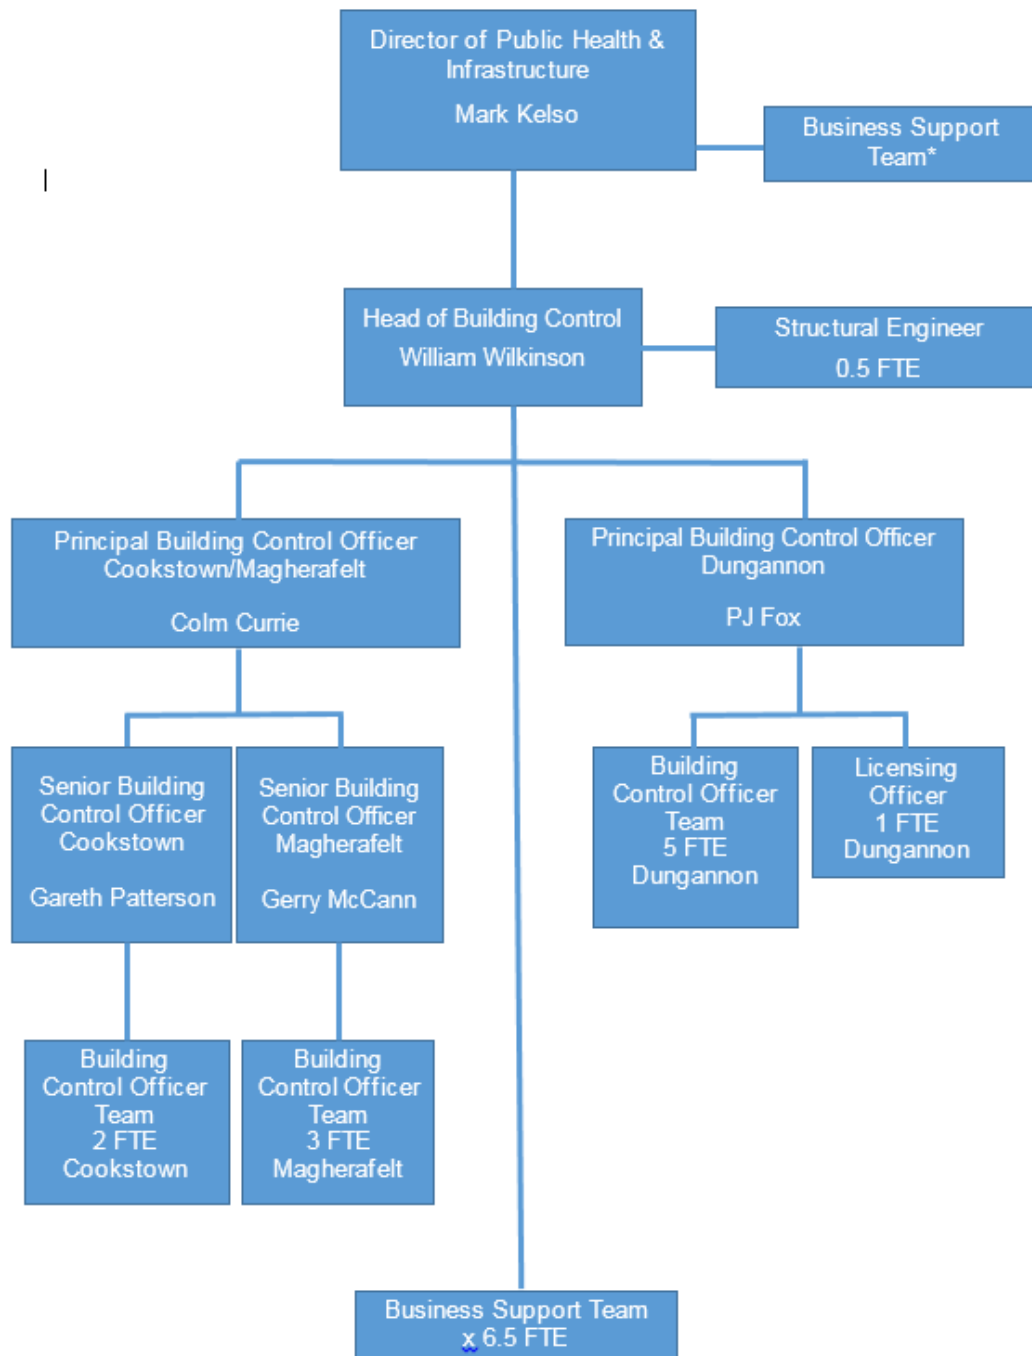 Director of Public Health &
Infrastructure
Mark Kelso
Business Support
Team*
Head of Building Control
William Wilkinson
Structural Engineer
0.5 FTE
Principal Building Control Officer
Cookstown/Magherafelt
Colm Currie
Principal Building Control Officer
Dungannon
PJ Fox
Senior Building
Control Officer
Cookstown
Gareth Patterson
Senior Building
Control Officer
Magherafelt
Gerry McCann
Building
Control Officer
Team
5 FTE
Dungannon
Licensing
Officer
1 FTE
Dungannon
Building
Control Officer
Team
2 FTE
Cookstown
Building
Control Officer
Team
3 FTE
Magherafelt
Business Support Team
x 6.5 FTE